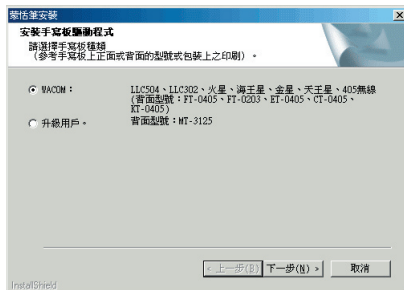 蒙恬筆安裝
安裝手寫板驅動程式
請選擇手寫板種類
(參考手寫板上正面或背面的型號或包裝上之印刷)。
WACOM： LLC504、LLC302、火星、海王星、金星、天王星、405無線
(背面型號：FT-0405、FT-0203、ET-0405、CT-0405、
KT-0405)
升級用戶。 背面型號：MT-3125
< 上一步(B) 下一步(N) > 取消
InstallShield